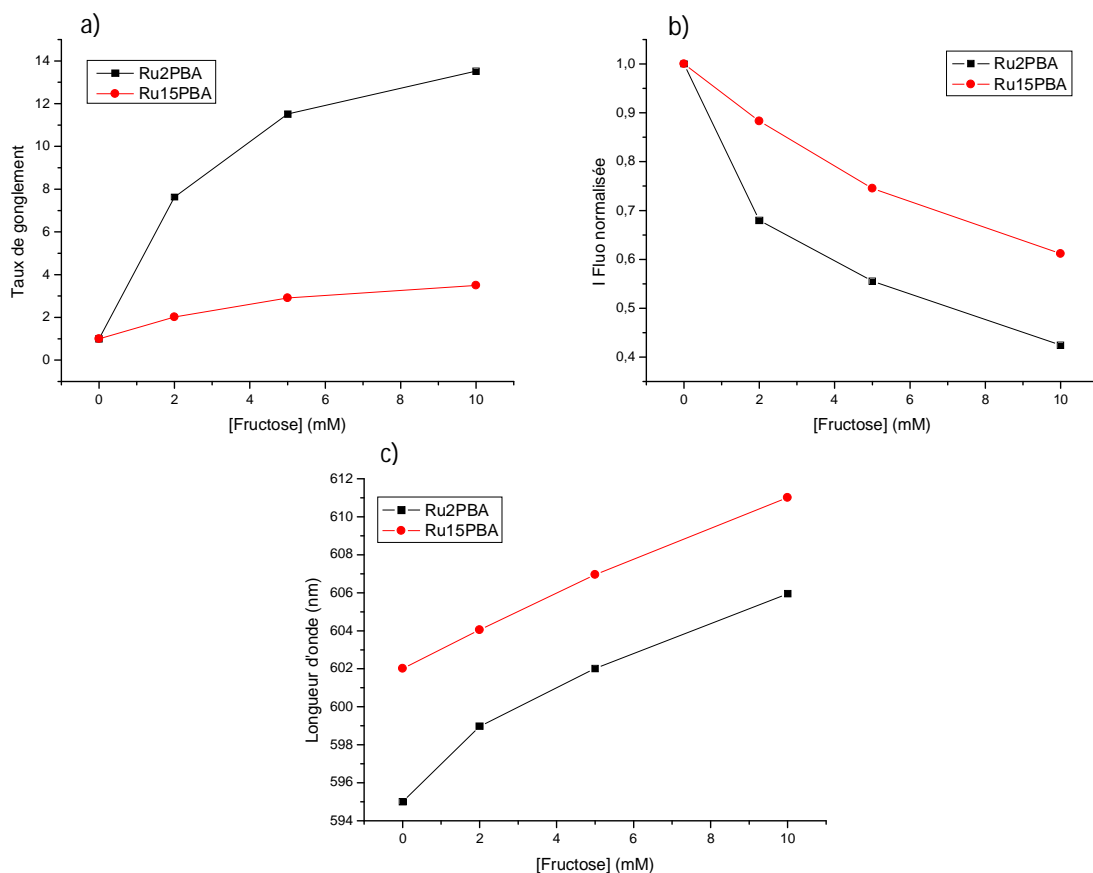 a)
Ru2PBA
Ru15PBA
14
12
10
8
6
4
2
0
Taux de gonglement
0 2 4 6 8 10
[Fructose] (mM)
b)
Ru2PBA
Ru15PBA
1,0
0,9
0,8
0,7
0,6
0,5
0,4
I Fluo normalisée
0 2 4 6 8 10
[Fructose] (mM)
c)
Ru2PBA
Ru15PBA
612
610
608
606
604
602
600
598
596
594
Longueur d'onde (nm)
0 2 4 6 8 10
[Fructose] (mM)